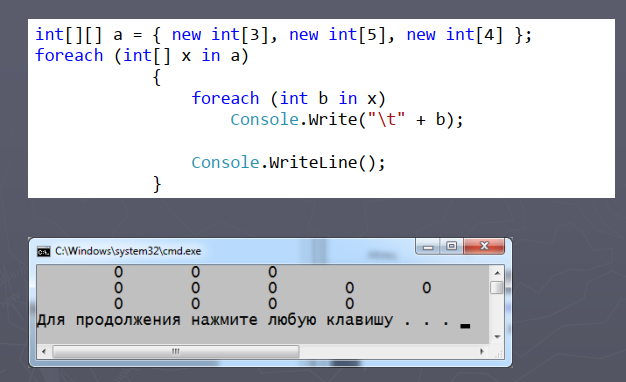 int[][] a = { new int[3], new int[5], new int[4] };
foreach (int[] x in a)
{
foreach (int b in x)
Console.Write("\t" + b);
Console.WriteLine();
}
C:\Windows\system32\cmd.exe
0 0 0
0 0 0 0 0
0 0 0 0
Для продолжения нажмите любую клавишу . . .